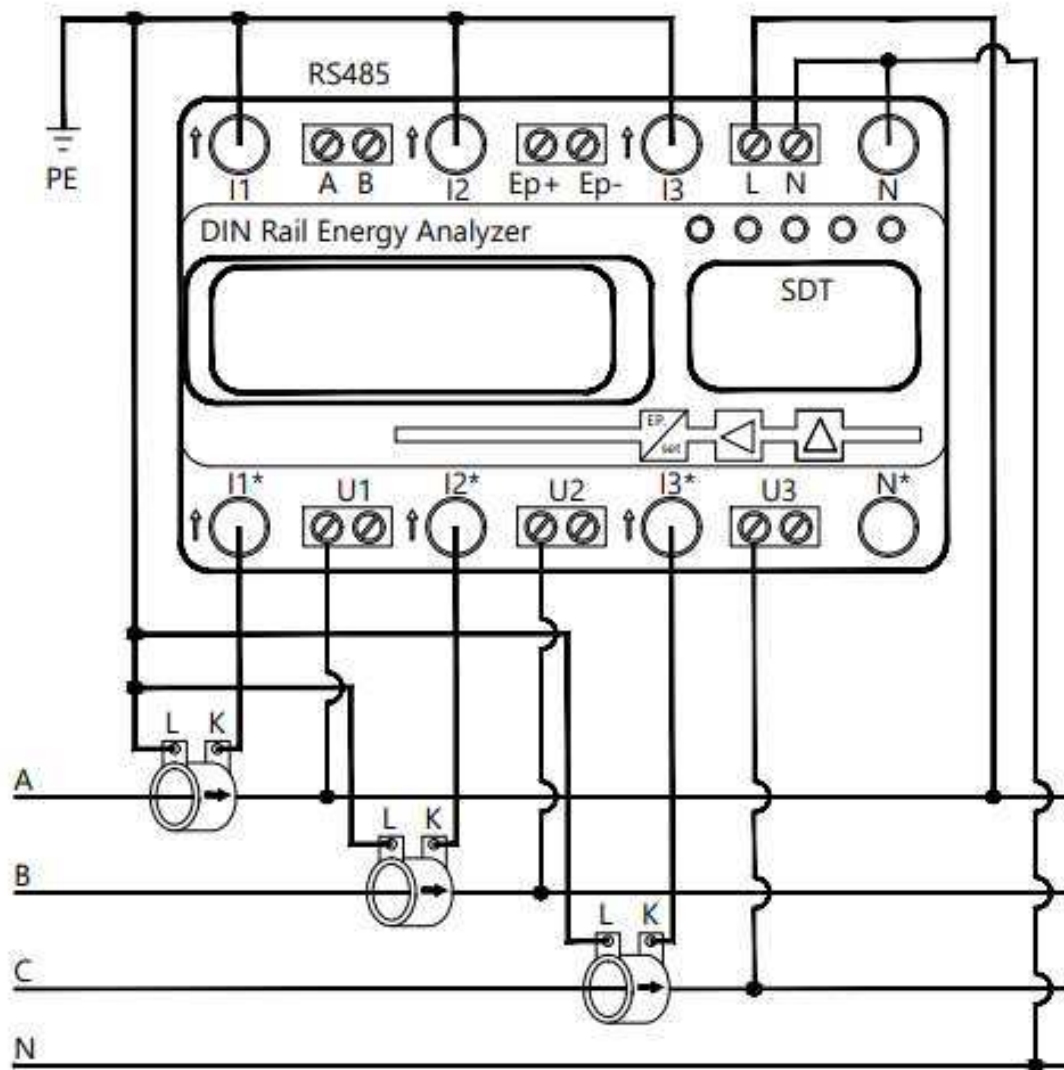 RS485
PE
I1 A B I2 Ep+ Ep- I3 L N N
DIN Rail Energy Analyzer
SDT
EP.
set
I1* U1 I2* U2 I3* U3 N*
L K
A
L K
B
L K
C
N